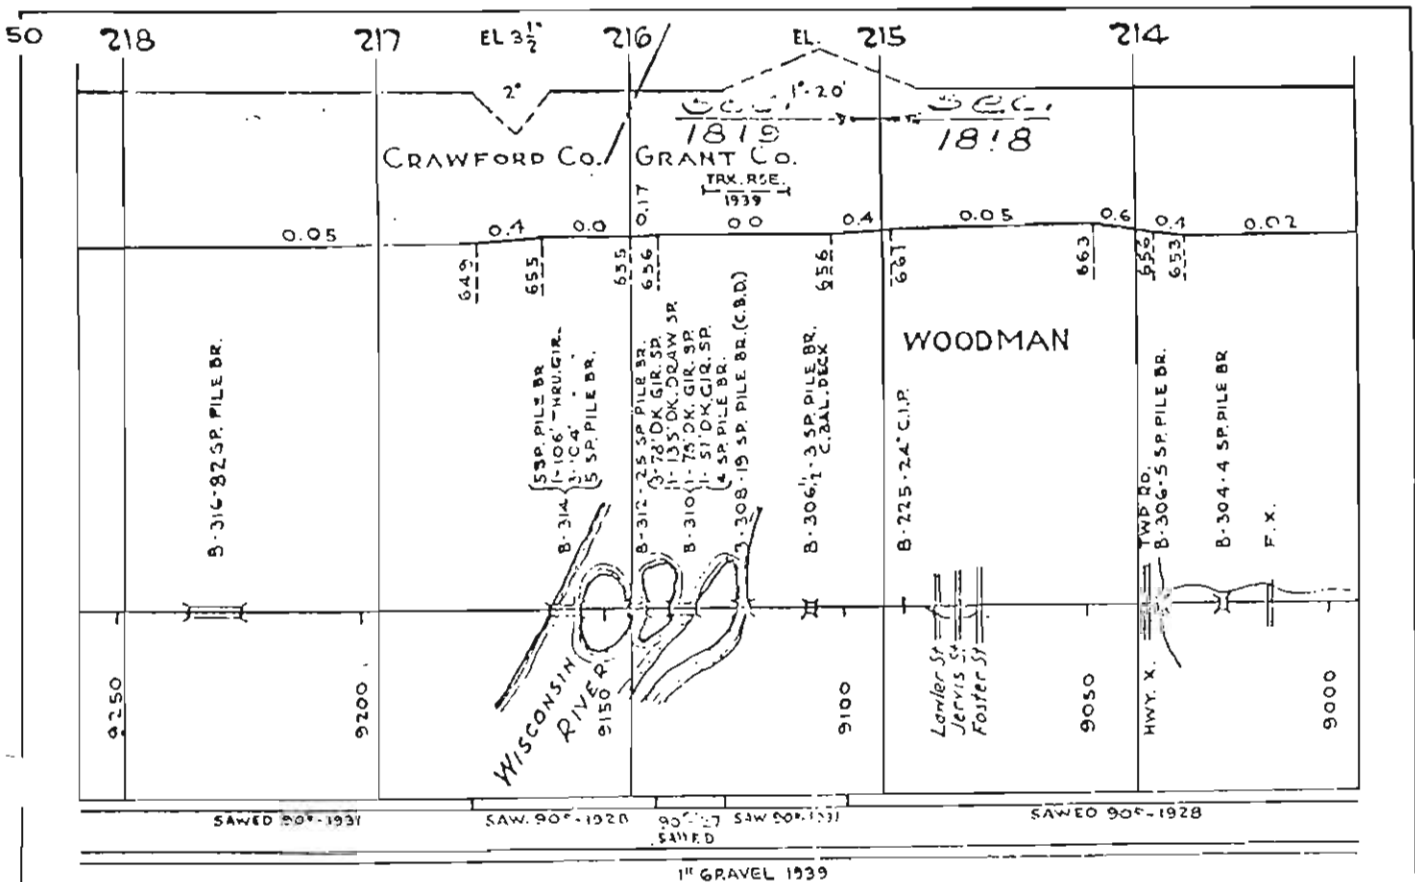 50
218
217
EL 3½"
216
EL.
215
214
2°
1°-20'
SEC.
1819
SEC.
1818
CRAWFORD CO.
GRANT CO.
TRK. RSE.
1939
0.05
0.4
0.0
0.17
0.0
0.4
0.05
0.6
0.4
0.02
649
655
635
636
656
661
663
656
653
WOODMAN
B-316-82 SP. PILE BR.
B-314
53 SP. PILE BR
1-106' THRU. GIR.
5 SP. PILE BR.
B-312-25 SP PILE BR.
B-310
3-78' DK. GIR. SP.
1-135' DK. DRAW SP.
1-78' DK. GIR. SP.
1-51' DK. GIR. SP.
4 SP. PILE BR.
B-308-19 SP. PILE BR. (C.B.D.)
B-306½-3 SP. PILE BR.
C. BAL. DECK
B-225-24" C.I.P.
TWP RD.
B-306-5 SP. PILE BR.
B-304-4 SP. PILE BR
F.X.
WISCONSIN
RIVER
Lawler St
Jervis St
Foster St
HWY. X.
9250
9200
9150
9100
9050
9000
SAWED 90#-1931
SAW. 90#-1928
90#-27
SAWED
SAW 90#-1931
SAWED 90#-1928
1" GRAVEL 1939